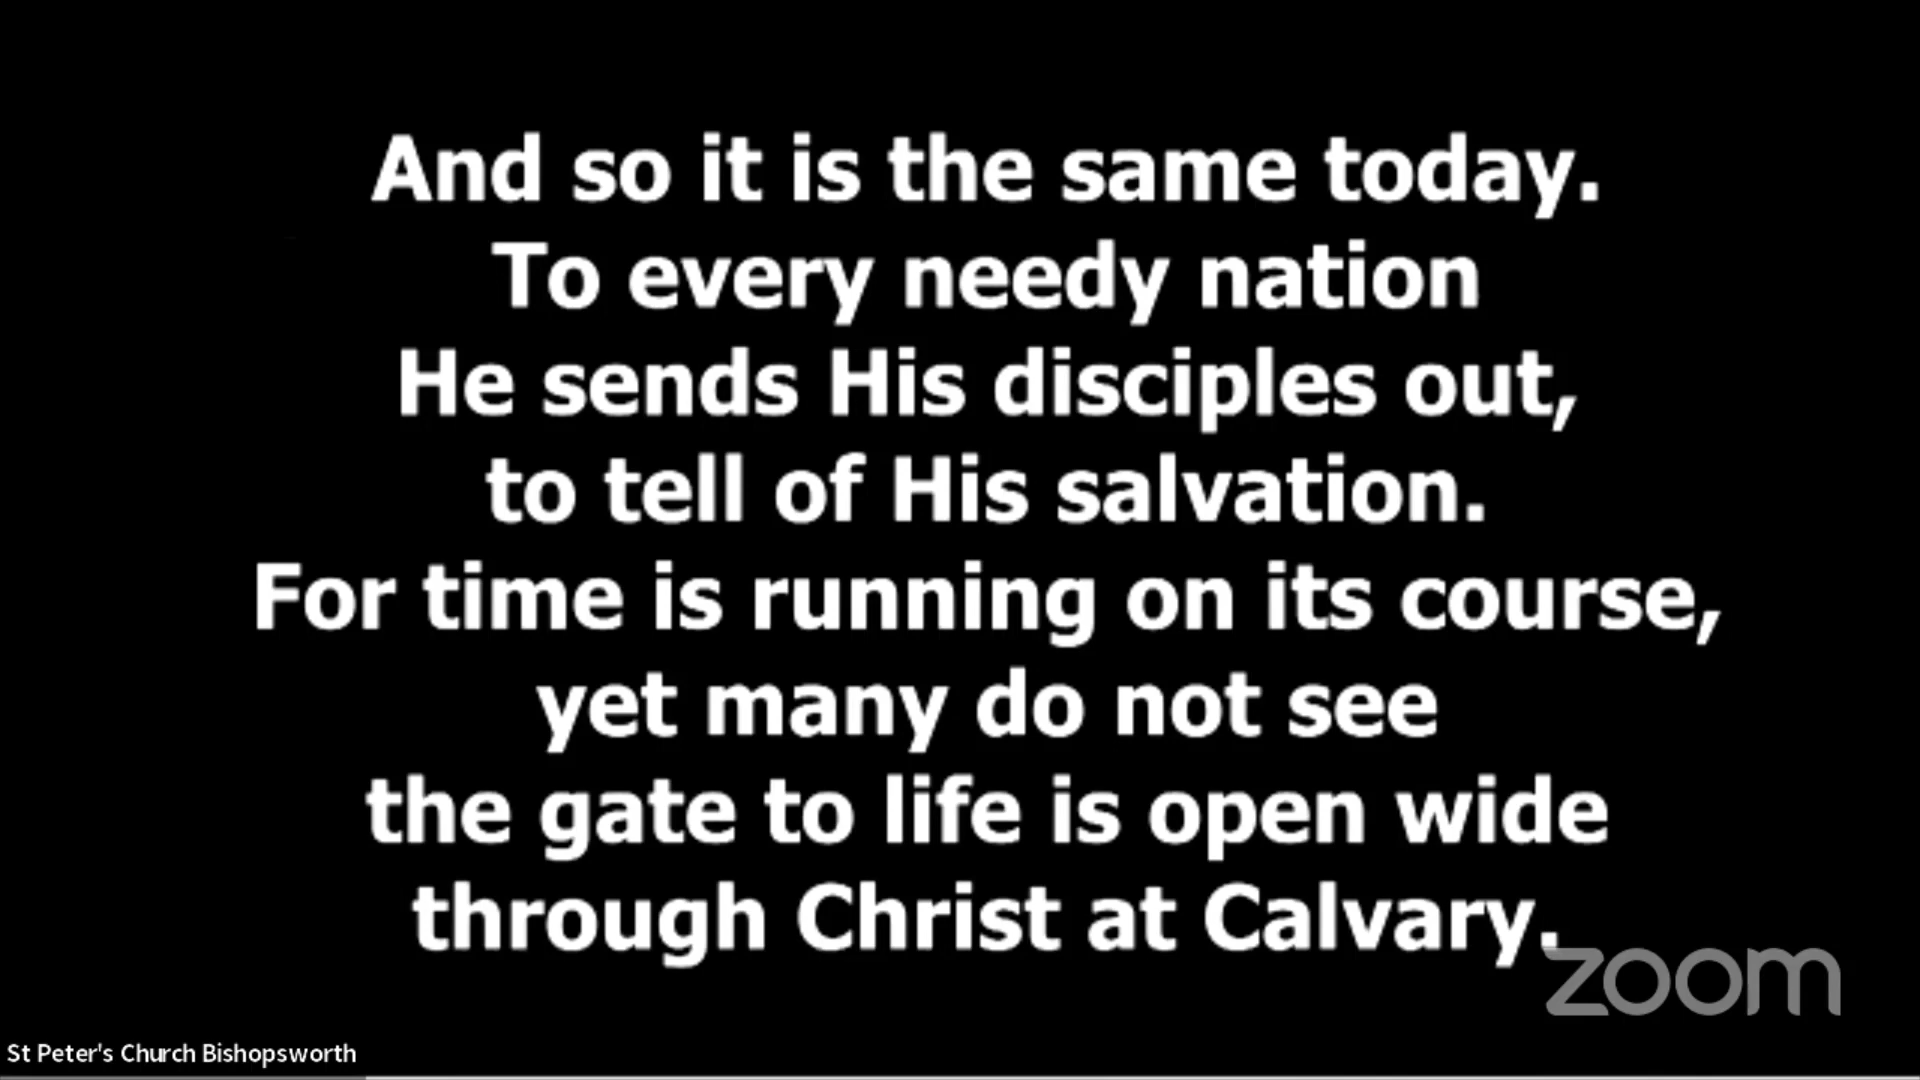 And so it is the same today.
To every needy nation
He sends His disciples out,
to tell of His salvation.
For time is running on its course,
yet many do not see
the gate to life is open wide
through Christ at Calvary.
zoom
St Peter's Church Bishopsworth